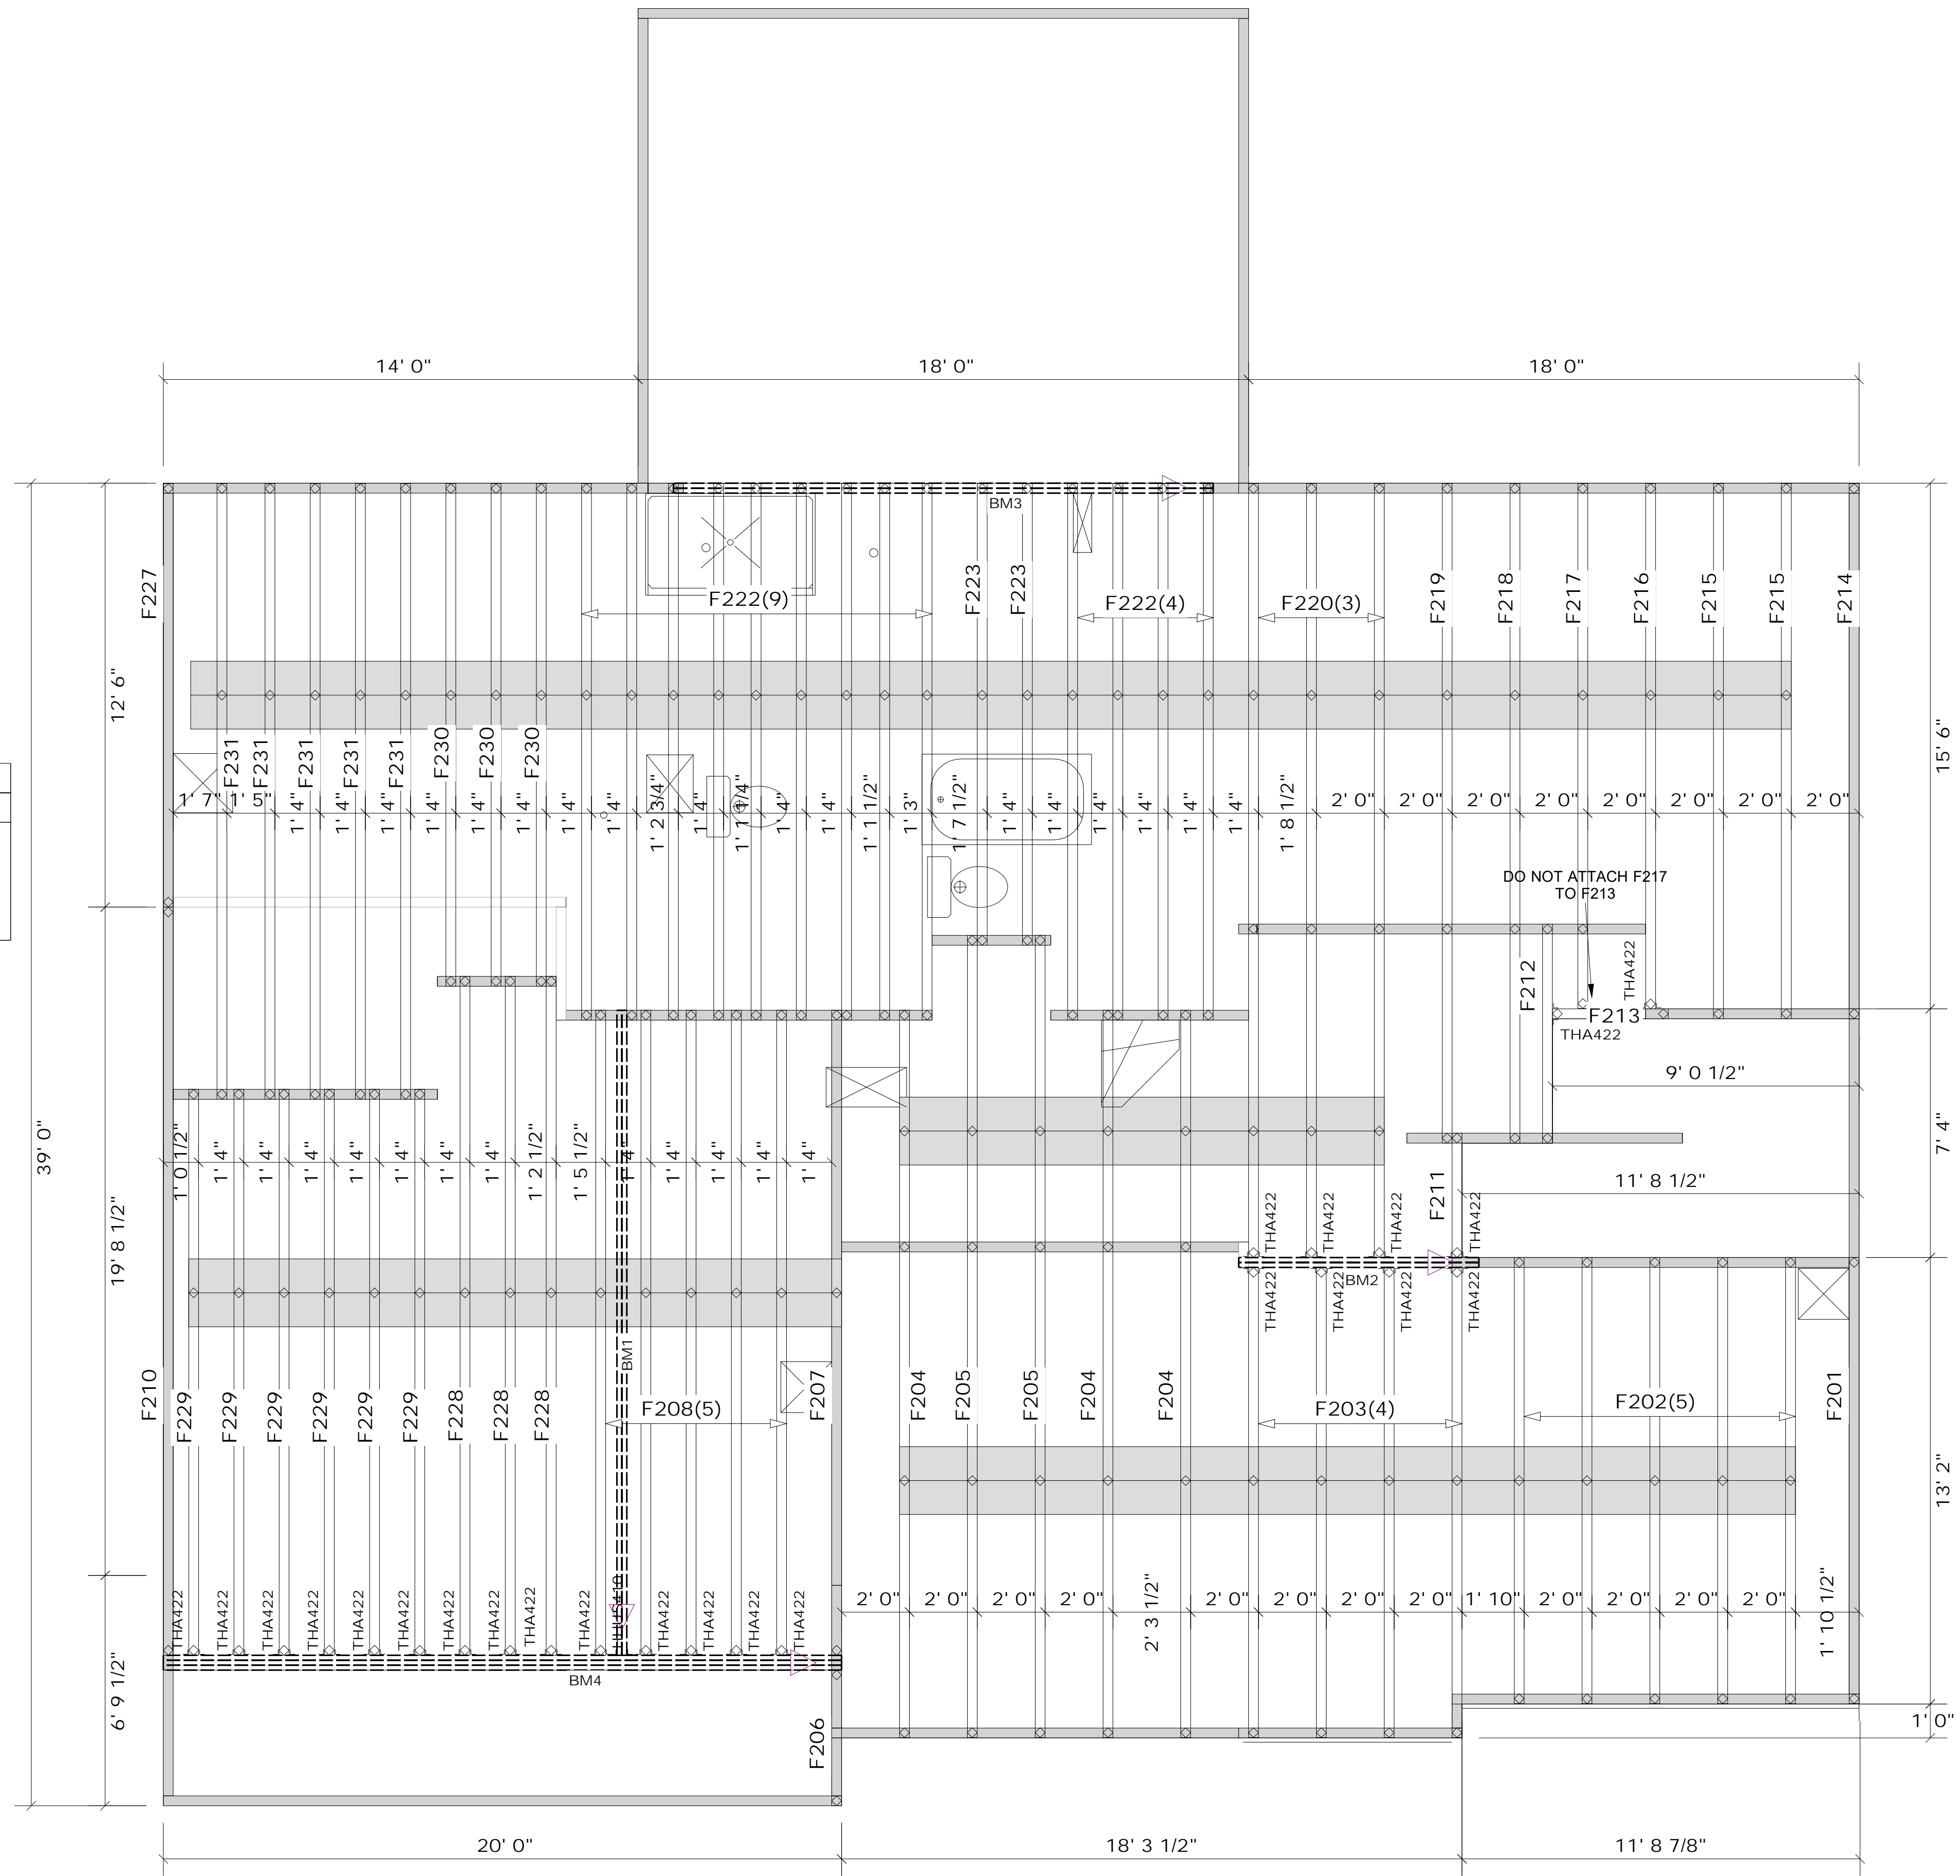 14' 0" 18' 0" 18' 0"
BM3
F227
F222(9)
F223
F223
F222(4)
F220(3)
F219
F218
F217
F216
F215
F215
F214
12' 6"
15' 6"
F231
F231
F231
F231
F231
F230
F230
F230
1' 7" 1' 5" 1' 4" 1' 4" 1' 4" 1' 4" 1' 4" 1' 4" 1' 4" 1' 4" 1' 2 3/4" 1' 4" 1' 1 1/4" 1' 4" 1' 4" 1' 1 1/2" 1' 3" 1' 7 1/2" 1' 4" 1' 4" 1' 4" 1' 4" 1' 4" 1' 4" 1' 8 1/2" 2' 0" 2' 0" 2' 0" 2' 0" 2' 0" 2' 0" 2' 0" 2' 0"
DO NOT ATTACH F217
TO F213
F212
THA422
F213
THA422
9' 0 1/2"
39' 0"
7' 4"
1' 0 1/2" 1' 4" 1' 4" 1' 4" 1' 4" 1' 4" 1' 4" 1' 4" 1' 2 1/2" 1' 5 1/2" 1' 4" 1' 4" 1' 4" 1' 4" 1' 4"
11' 8 1/2"
F211
THA422
THA422
THA422
THA422
19' 8 1/2"
BM2
THA422
THA422
THA422
THA422
BM1
F210
F229
F229
F229
F229
F229
F229
F228
F228
F228
F208(5)
F207
F204
F205
F205
F204
F204
F203(4)
F202(5)
F201
13' 2"
THA422
THA422
THA422
THA422
THA422
THA422
THA422
THA422
THA422
THA422
THA422
THA422
THA422
THA422
2' 0" 2' 0" 2' 0" 2' 0" 2' 3 1/2" 2' 0" 2' 0" 2' 0" 2' 0" 1' 10" 2' 0" 2' 0" 2' 0" 2' 0" 1' 10 1/2"
BM4
6' 9 1/2"
F206
1' 0"
20' 0" 18' 3 1/2" 11' 8 7/8"